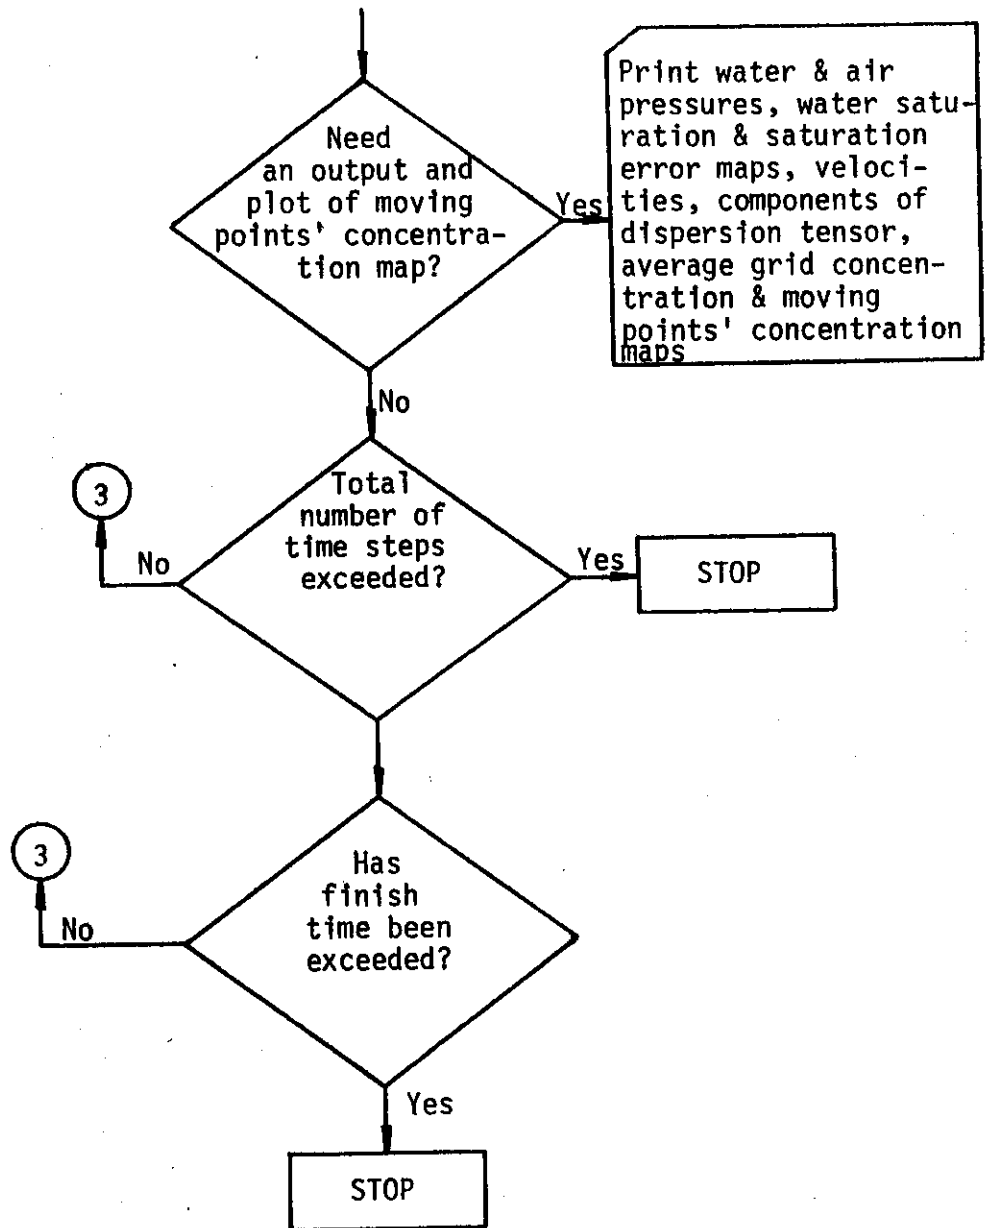 Need
an output and
plot of moving
points' concentra-
tion map?
Yes
Print water & air
pressures, water satu-
ration & saturation
error maps, veloci-
ties, components of
dispersion tensor,
average grid concen-
tration & moving
points' concentration
maps
No
Total
number of
time steps
exceeded?
3
No
Yes
STOP
Has
finish
time been
exceeded?
3
No
Yes
STOP